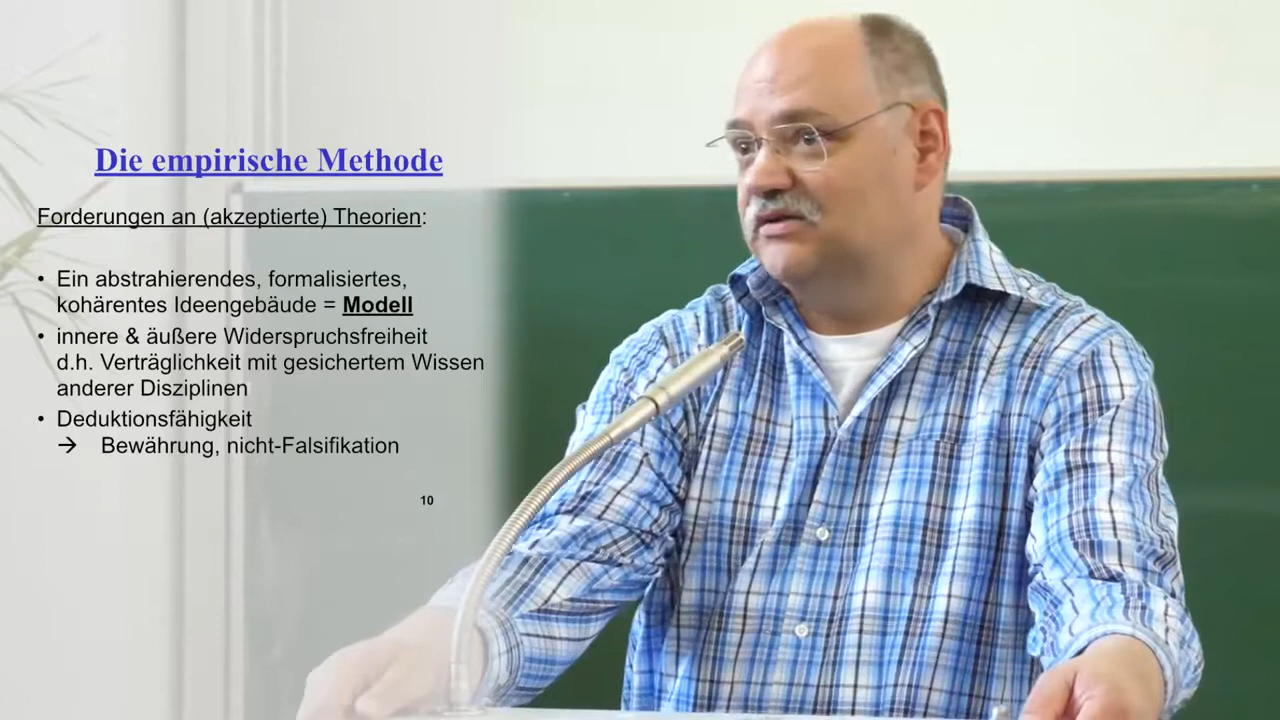 Die empirische Methode
Forderungen an (akzeptierte) Theorien:
• Ein abstrahierendes, formalisiertes,
kohärentes Ideengebäude = Modell
• innere & äußere Widerspruchsfreiheit
d.h. Verträglichkeit mit gesichertem Wissen
anderer Disziplinen
• Deduktionsfähigkeit
→ Bewährung, nicht-Falsifikation
10